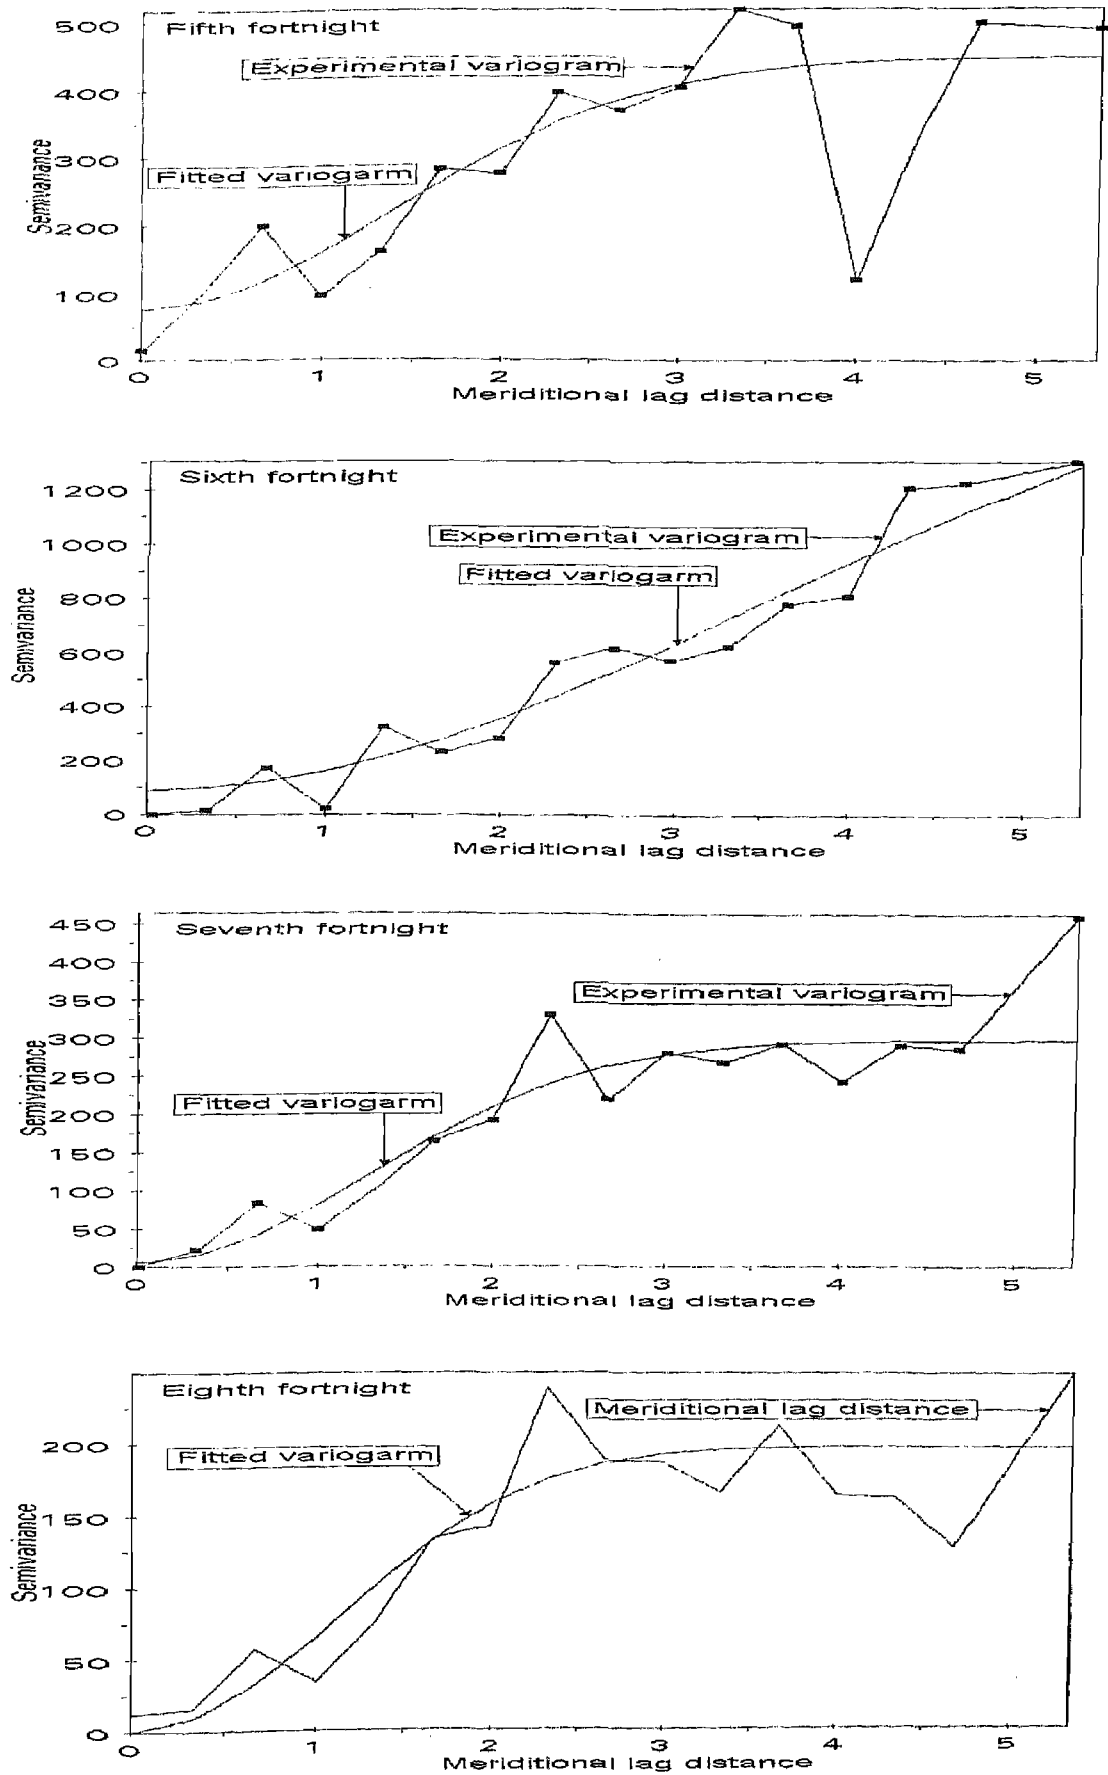 500
Fifth fortnight
Experimental variogram
400
300
Fitted variogarm
Semivariance
200
100
0
0 1 2 3 4 5
Meriditional lag distance
Sixth fortnight
1200
Experimental variogram
1000
Fitted variogarm
800
Semivariance
600
400
200
0
0 1 2 3 4 5
Meriditional lag distance
450
Seventh fortnight
400
Experimental variogram
350
300
Semivariance
250
Fitted variogarm
200
150
100
50
0
0 1 2 3 4 5
Meriditional lag distance
Eighth fortnight
Meriditional lag distance
200
Fitted variogarm
150
Semivariance
100
50
0
0 1 2 3 4 5
Meriditional lag distance